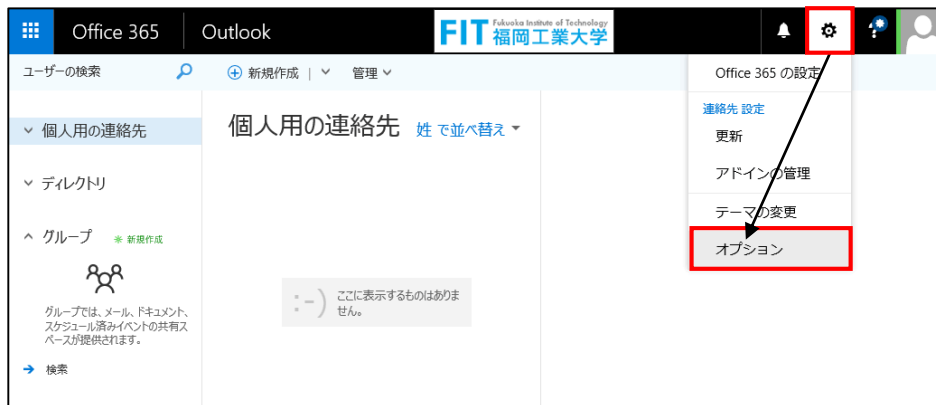 Office 365
Outlook
FIT Fukuoka Institute of Technology
福岡工業大学
?
ユーザーの検索
新規作成 |
管理
個人用の連絡先
ディレクトリ
グループ
新規作成
グループでは、メール、ドキュメント、
スケジュール済みイベントの共有ス
ペースが提供されます。
検索
個人用の連絡先 姓 で並べ替え
:-)
ここに表示するものはありま
せん。
Office 365 の設定
連絡先 設定
更新
アドインの管理
テーマの変更
オプション